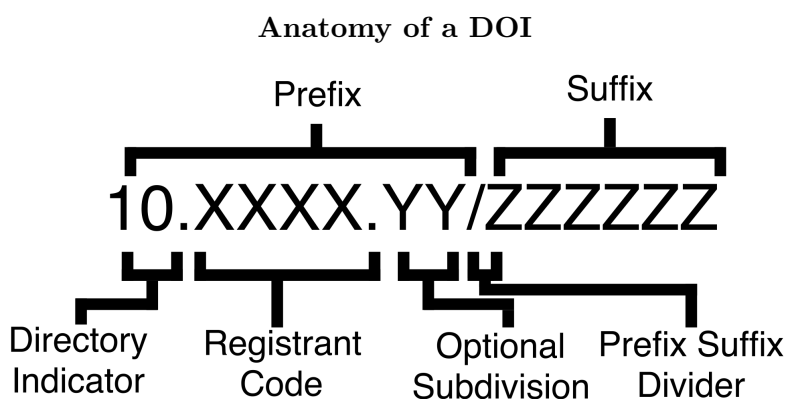 Anatomy of a DOI
Prefix
Suffix
10.XXXX.YY/ZZZZZZ
Directory
Indicator
Registrant
Code
Optional
Subdivision
Prefix Suffix
Divider